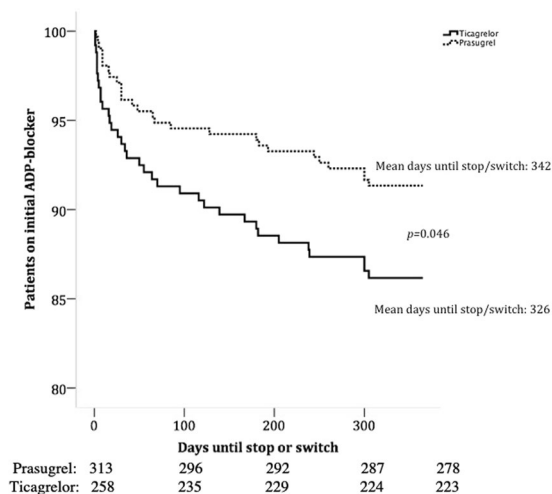 Ticagrelor
Prasugrel
100
95
90
85
80
Patients on initial ADP-blocker
Mean days until stop/switch: 342
p=0.046
Mean days until stop/switch: 326
0 100 200 300
Days until stop or switch
Prasugrel: 313 296 292 287 278
Ticagrelor: 258 235 229 224 223